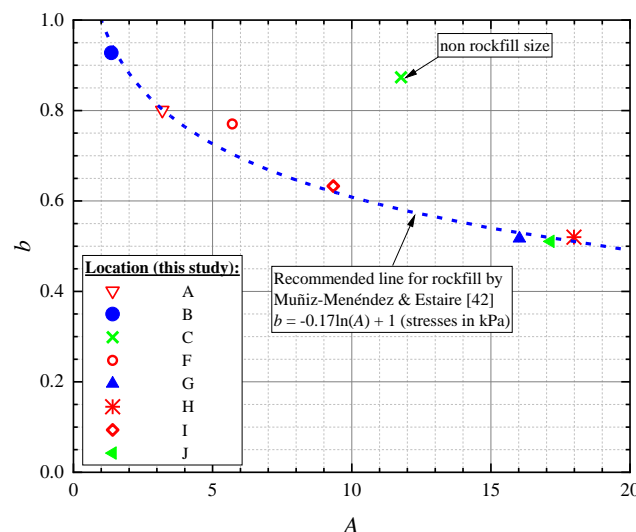 1.0
0.8
0.6
0.4
0.2
0.0
b
non rockfill size
Recommended line for rockfill by
Muñiz-Menéndez & Estaire [42]
b = -0.17ln(A) + 1 (stresses in kPa)
Location (this study):
A
B
C
F
G
H
I
J
0 5 10 15 20
A